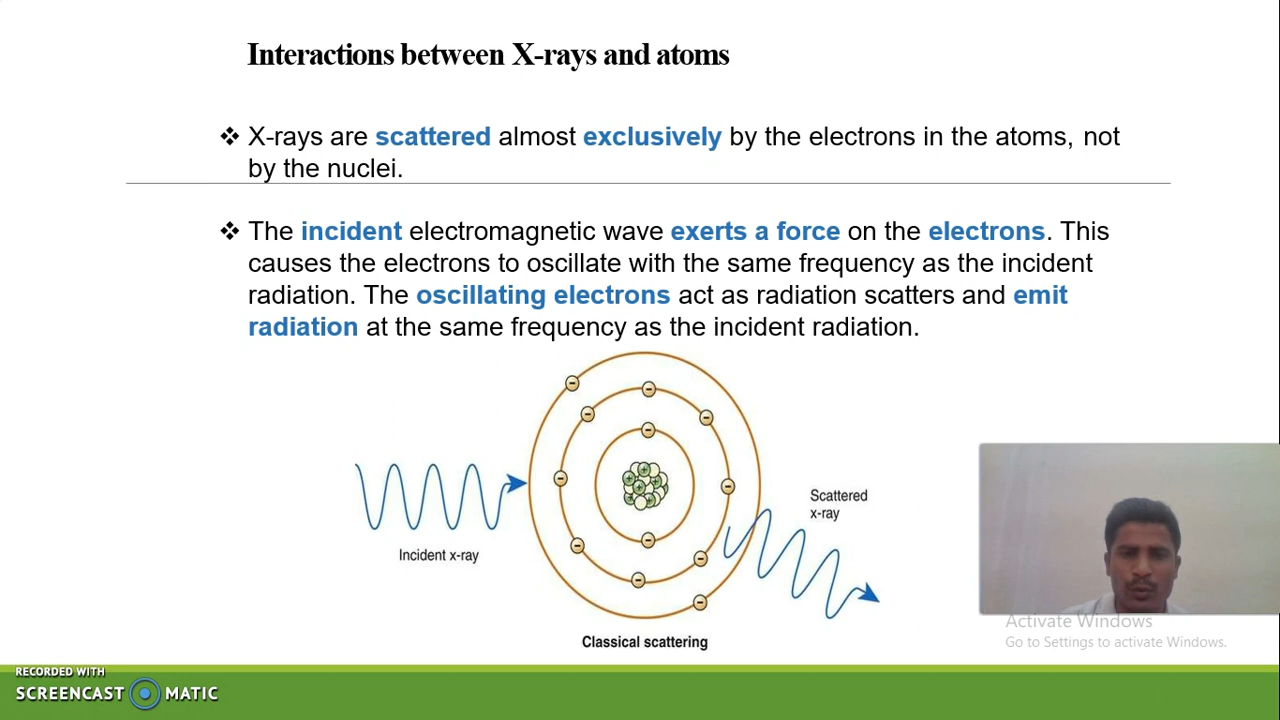 Interactions between X-rays and atoms
❖ X-rays are scattered almost exclusively by the electrons in the atoms, not
by the nuclei.
❖ The incident electromagnetic wave exerts a force on the electrons. This
causes the electrons to oscillate with the same frequency as the incident
radiation. The oscillating electrons act as radiation scatters and emit
radiation at the same frequency as the incident radiation.
Incident x-ray
Scattered
x-ray
Classical scattering
Activate Windows
Go to Settings to activate Windows.
RECORDED WITH
SCREENCAST MATIC